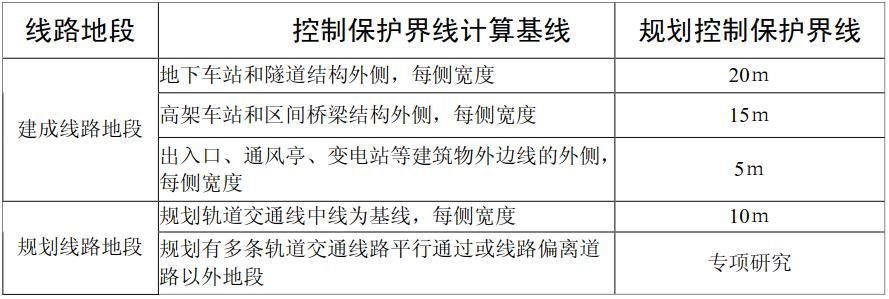 线路地段 控制保护界线计算基线 规划控制保护界线
建成线路地段
地下车站和隧道结构外侧，每侧宽度 20m
高架车站和区间桥梁结构外侧，每侧宽度 15m
出入口、通风亭、变电站等建筑物外边线的外侧，
每侧宽度
5m
规划线路地段
规划轨道交通线中线为基线，每侧宽度 10m
规划有多条轨道交通线路平行通过或线路偏离道
路以外地段
专项研究